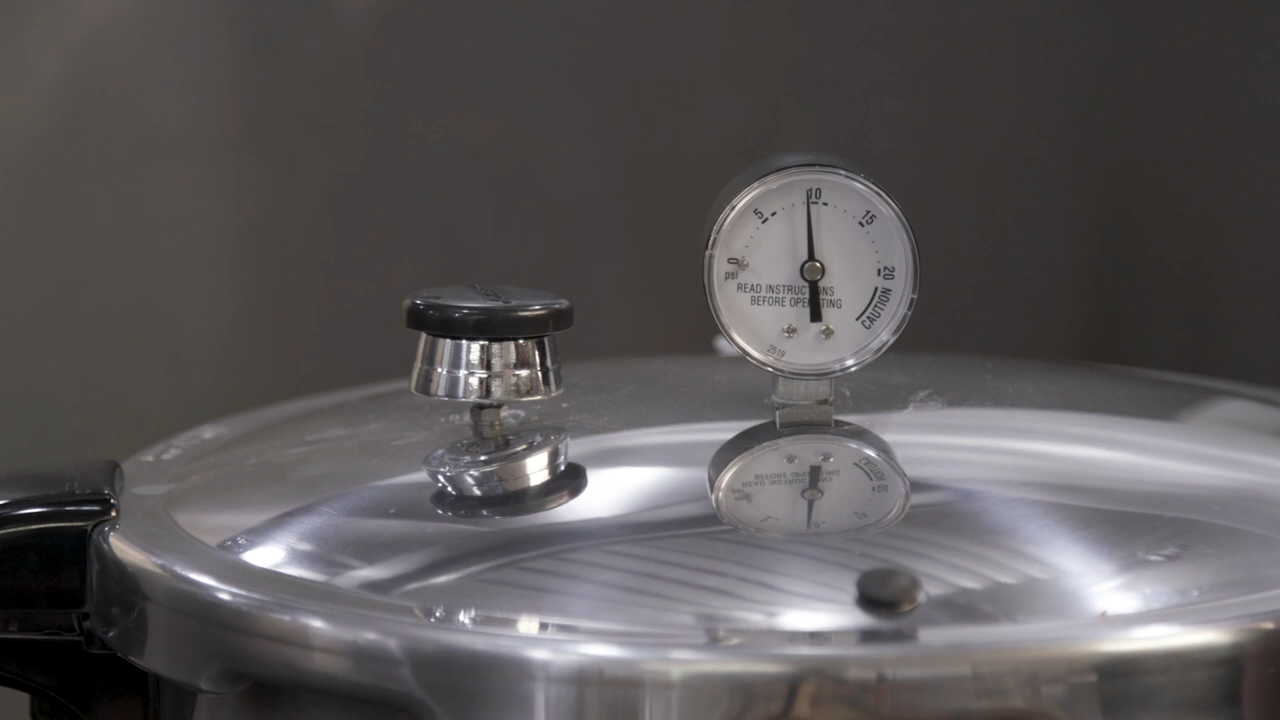 0
5
10
15
20
psi
READ INSTRUCTIONS
BEFORE OPERATING
CAUTION
2519